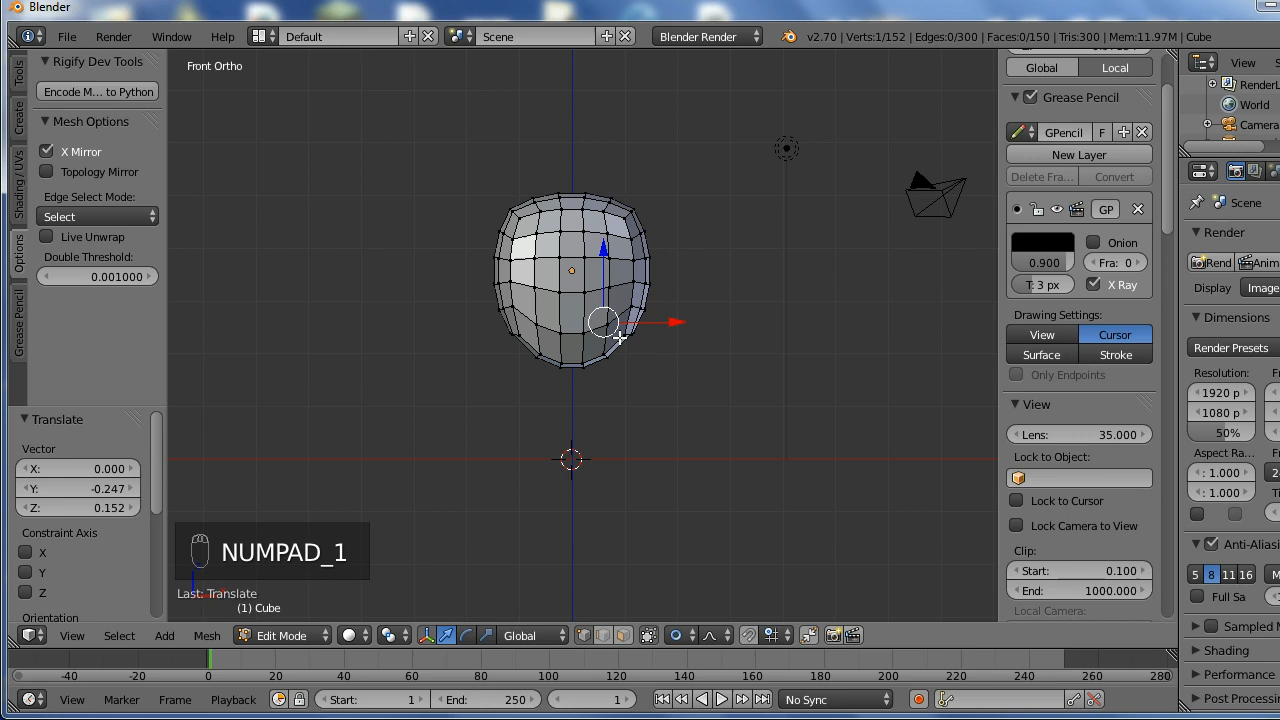 Blender
File Render Window Help Default Scene Blender Render v2.70 | Verts:1/152 | Edges:0/300 | Faces:0/150 | Tris:300 | Mem:11.97M | Cube
Tools
Create
Shading / UVs
Options
Grease Pencil
Rigify Dev Tools
Encode M... to Python
Mesh Options
X Mirror
Topology Mirror
Edge Select Mode:
Select
Live Unwrap
Double Threshold:
0.001000
Translate
Vector
X: 0.000
Y: -0.247
Z: 0.152
Constraint Axis
X
Y
Z
Orientation
Front Ortho
NUMPAD_1
Last: Translate
(1) Cube
Global Local
Grease Pencil
GPencil F
New Layer
Delete Fra... Convert
GP
Onion
0.900 Fra: 0
T: 3 px X Ray
Drawing Settings:
View Cursor
Surface Stroke
Only Endpoints
View
Lens: 35.000
Lock to Object:
Lock to Cursor
Lock Camera to View
Clip:
Start: 0.100
End: 1000.000
Local Camera:
View
RenderL
World
Camera
Scene
Render
Rend Anim
Display Image
Dimensions
Render Presets
Resolution:
1920 p
1080 p
50%
Aspect Ra...
: 1.000
: 1.000
Anti-Aliasi
5 8 11 16
Full Sa
Sampled M
Shading
Performance
Post Processin
View Select Add Mesh Edit Mode Global
-40 -20 0 20 40 60 80 100 120 140 160 180 200 220 240 260 280
View Marker Frame Playback Start: 1 End: 250 1 No Sync